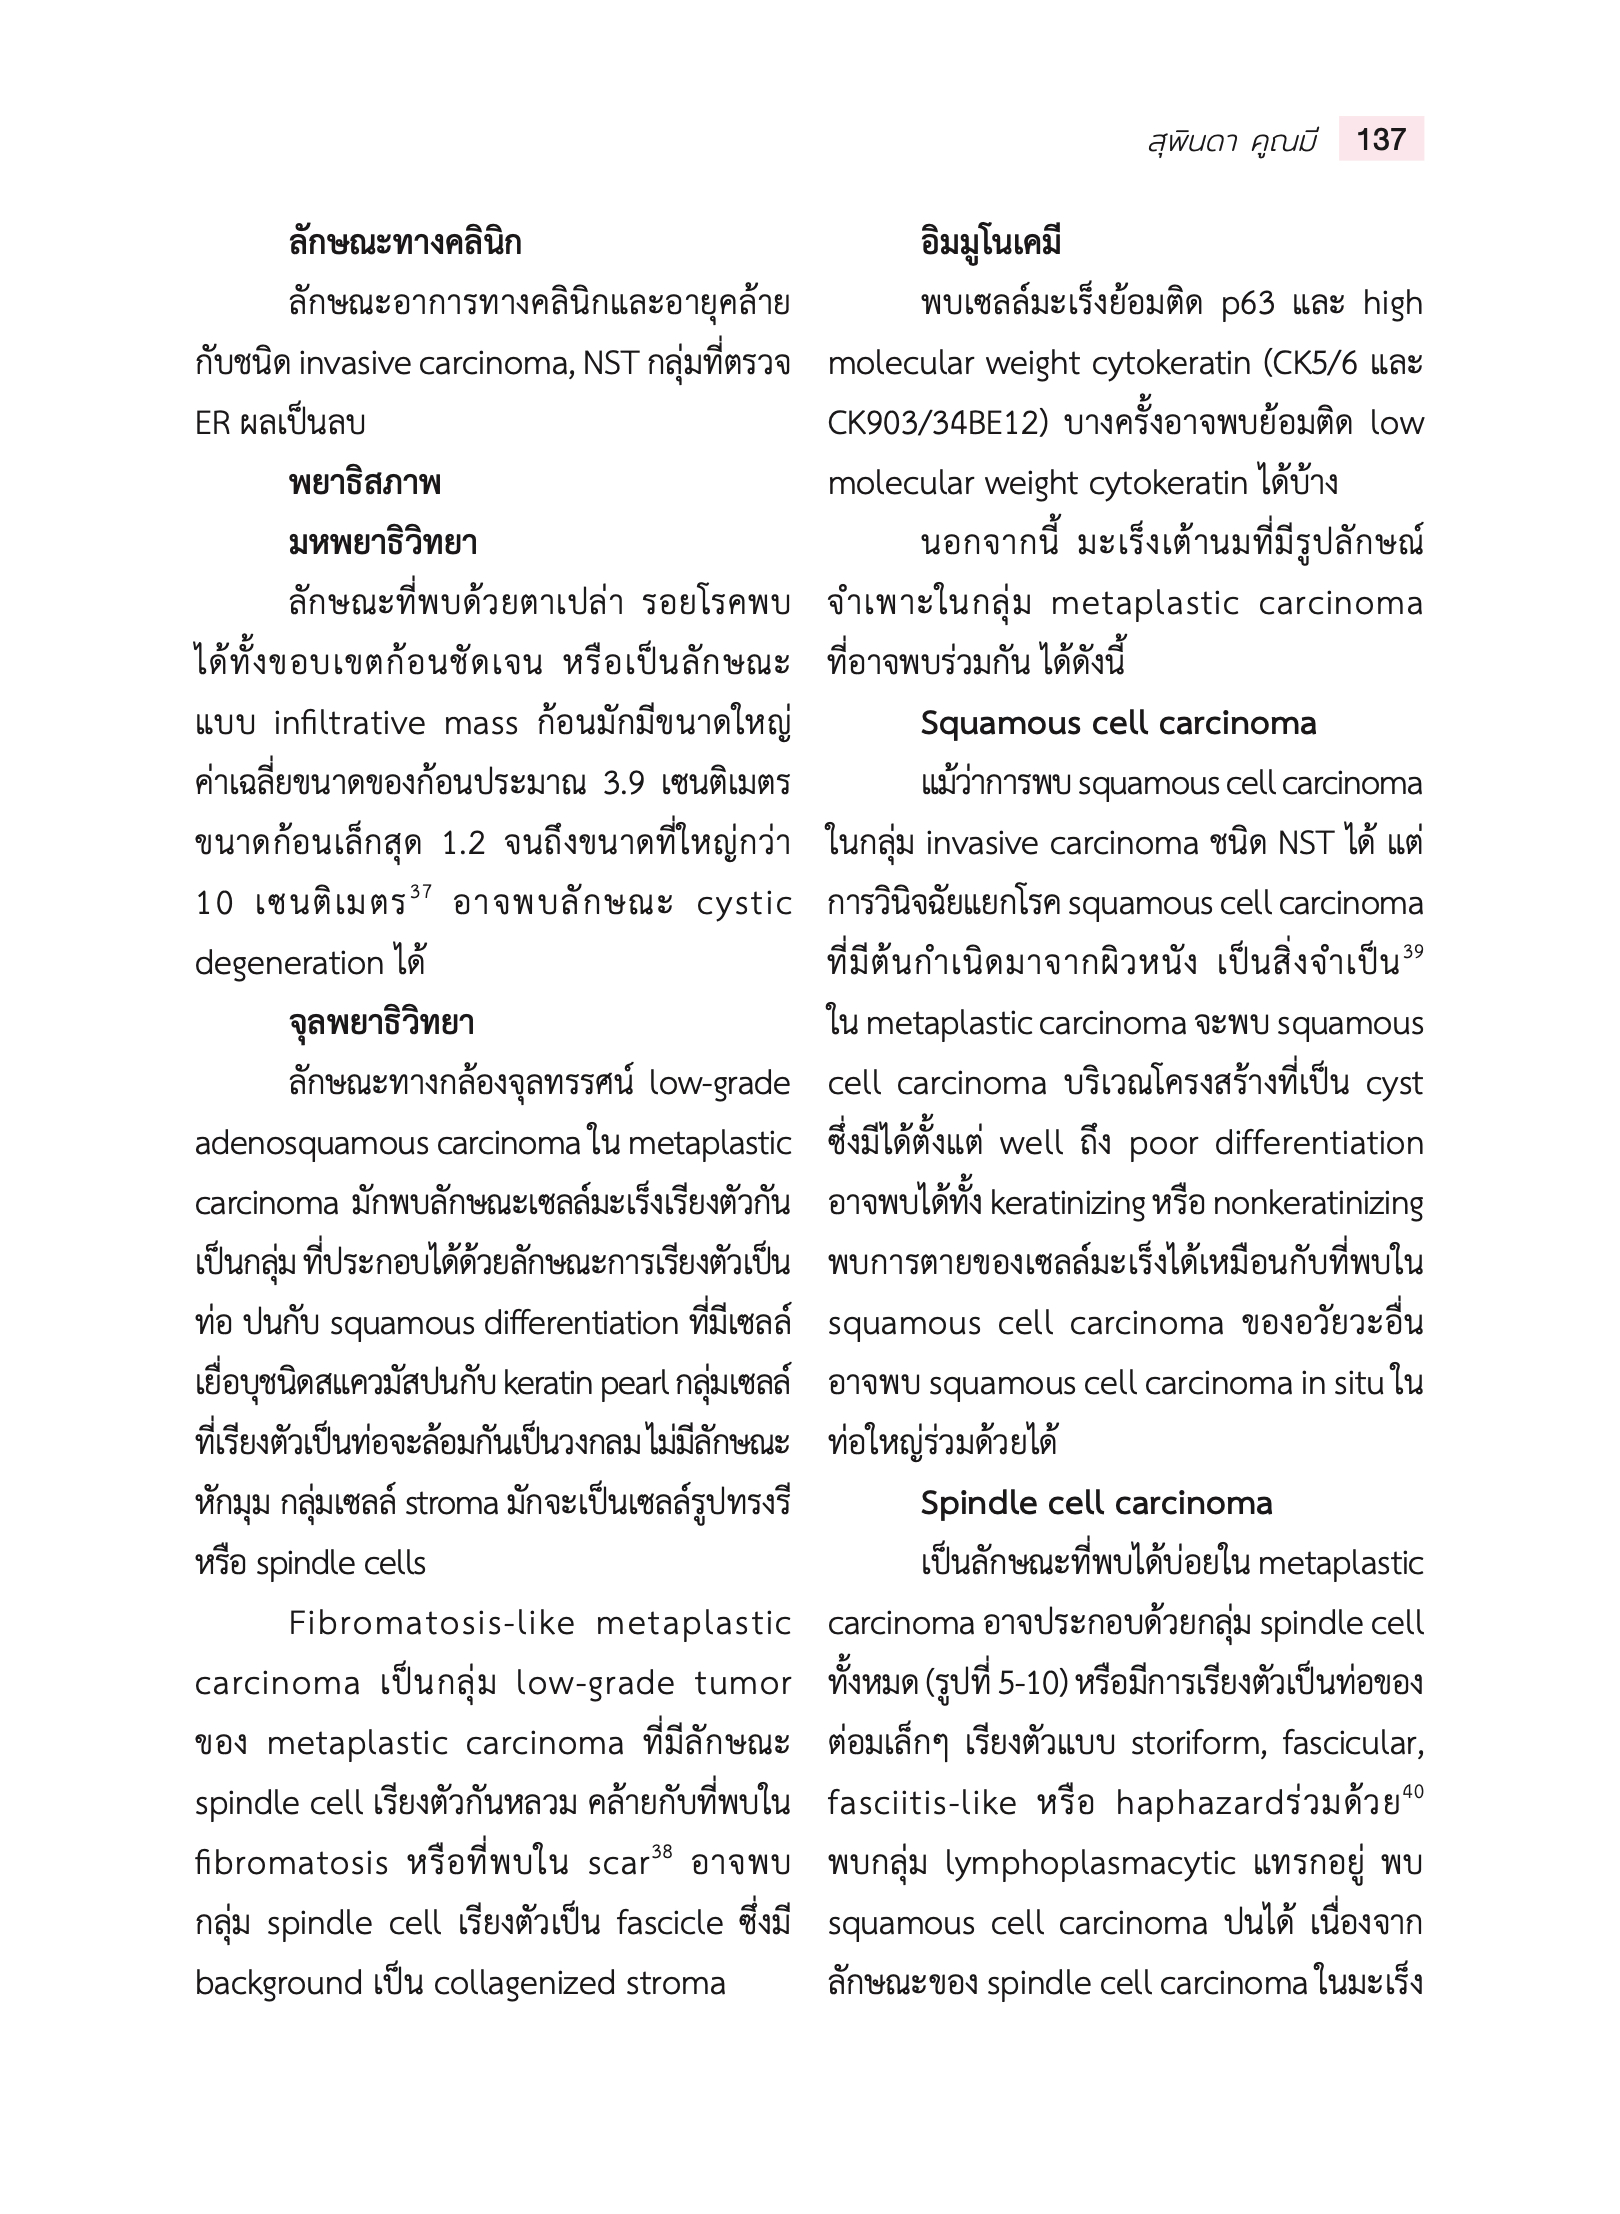 สุพินดา คูณมี 137
ลักษณะทางคลินิก
ลักษณะอาการทางคลินิกและอายุคล้าย
กับชนิด invasive carcinoma, NST กลุ่มที่ตรวจ
ER ผลเป็นลบ
พยาธิสภาพ
มหพยาธิวิทยา
ลักษณะที่พบด้วยตาเปล่า รอยโรคพบ
ได้ทั้งขอบเขตก้อนชัดเจน หรือเป็นลักษณะ
แบบ infiltrative mass ก้อนมักมีขนาดใหญ่
ค่าเฉลี่ยขนาดของก้อนประมาณ 3.9 เซนติเมตร
ขนาดก้อนเล็กสุด 1.2 จนถึงขนาดที่ใหญ่กว่า
10 เซนติเมตร37 อาจพบลักษณะ cystic
degeneration ได้
จุลพยาธิวิทยา
ลักษณะทางกล้องจุลทรรศน์ low-grade
adenosquamous carcinoma ใน metaplastic
carcinoma มักพบลักษณะเซลล์มะเร็งเรียงตัวกัน
เป็นกลุ่ม ที่ประกอบได้ด้วยลักษณะการเรียงตัวเป็น
ท่อ ปนกับ squamous differentiation ที่มีเซลล์
เยื่อบุชนิดสแควมัสปนกับ keratin pearl กลุ่มเซลล์
ที่เรียงตัวเป็นท่อจะล้อมกันเป็นวงกลม ไม่มีลักษณะ
หักมุม กลุ่มเซลล์ stroma มักจะเป็นเซลล์รูปทรงรี
หรือ spindle cells
Fibromatosis-like metaplastic
carcinoma เป็นกลุ่ม low-grade tumor
ของ metaplastic carcinoma ที่มีลักษณะ
spindle cell เรียงตัวกันหลวม คล้ายกับที่พบใน
fibromatosis หรือที่พบใน scar38 อาจพบ
กลุ่ม spindle cell เรียงตัวเป็น fascicle ซึ่งมี
background เป็น collagenized stroma
อิมมูโนเคมี
พบเซลล์มะเร็งย้อมติด p63 และ high
molecular weight cytokeratin (CK5/6 และ
CK903/34BE12) บางครั้งอาจพบย้อมติด low
molecular weight cytokeratin ได้บ้าง
นอกจากนี้ มะเร็งเต้านมที่มีรูปลักษณ์
จำเพาะในกลุ่ม metaplastic carcinoma
ที่อาจพบร่วมกัน ได้ดังนี้
Squamous cell carcinoma
แม้ว่าการพบ squamous cell carcinoma
ในกลุ่ม invasive carcinoma ชนิด NST ได้ แต่
การวินิจฉัยแยกโรค squamous cell carcinoma
ที่มีต้นกำเนิดมาจากผิวหนัง เป็นสิ่งจำเป็น39
ใน metaplastic carcinoma จะพบ squamous
cell carcinoma บริเวณโครงสร้างที่เป็น cyst
ซึ่งมีได้ตั้งแต่ well ถึง poor differentiation
อาจพบได้ทั้ง keratinizing หรือ nonkeratinizing
พบการตายของเซลล์มะเร็งได้เหมือนกับที่พบใน
squamous cell carcinoma ของอวัยวะอื่น
อาจพบ squamous cell carcinoma in situ ใน
ท่อใหญ่ร่วมด้วยได้
Spindle cell carcinoma
เป็นลักษณะที่พบได้บ่อยใน metaplastic
carcinoma อาจประกอบด้วยกลุ่ม spindle cell
ทั้งหมด (รูปที่ 5-10) หรือมีการเรียงตัวเป็นท่อของ
ต่อมเล็กๆ เรียงตัวแบบ storiform, fascicular,
fasciitis-like หรือ haphazardร่วมด้วย40
พบกลุ่ม lymphoplasmacytic แทรกอยู่ พบ
squamous cell carcinoma ปนได้ เนื่องจาก
ลักษณะของ spindle cell carcinoma ในมะเร็ง